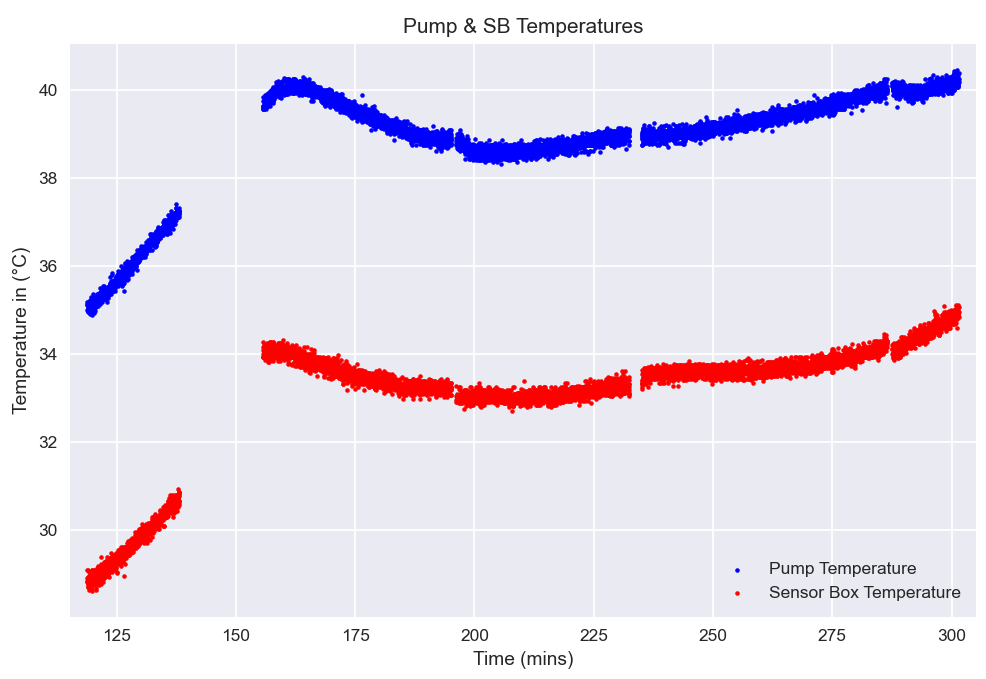 Pump & SB Temperatures
Temperature in (°C)
40
38
36
34
32
30
125 150 175 200 225 250 275 300
Time (mins)
Pump Temperature
Sensor Box Temperature